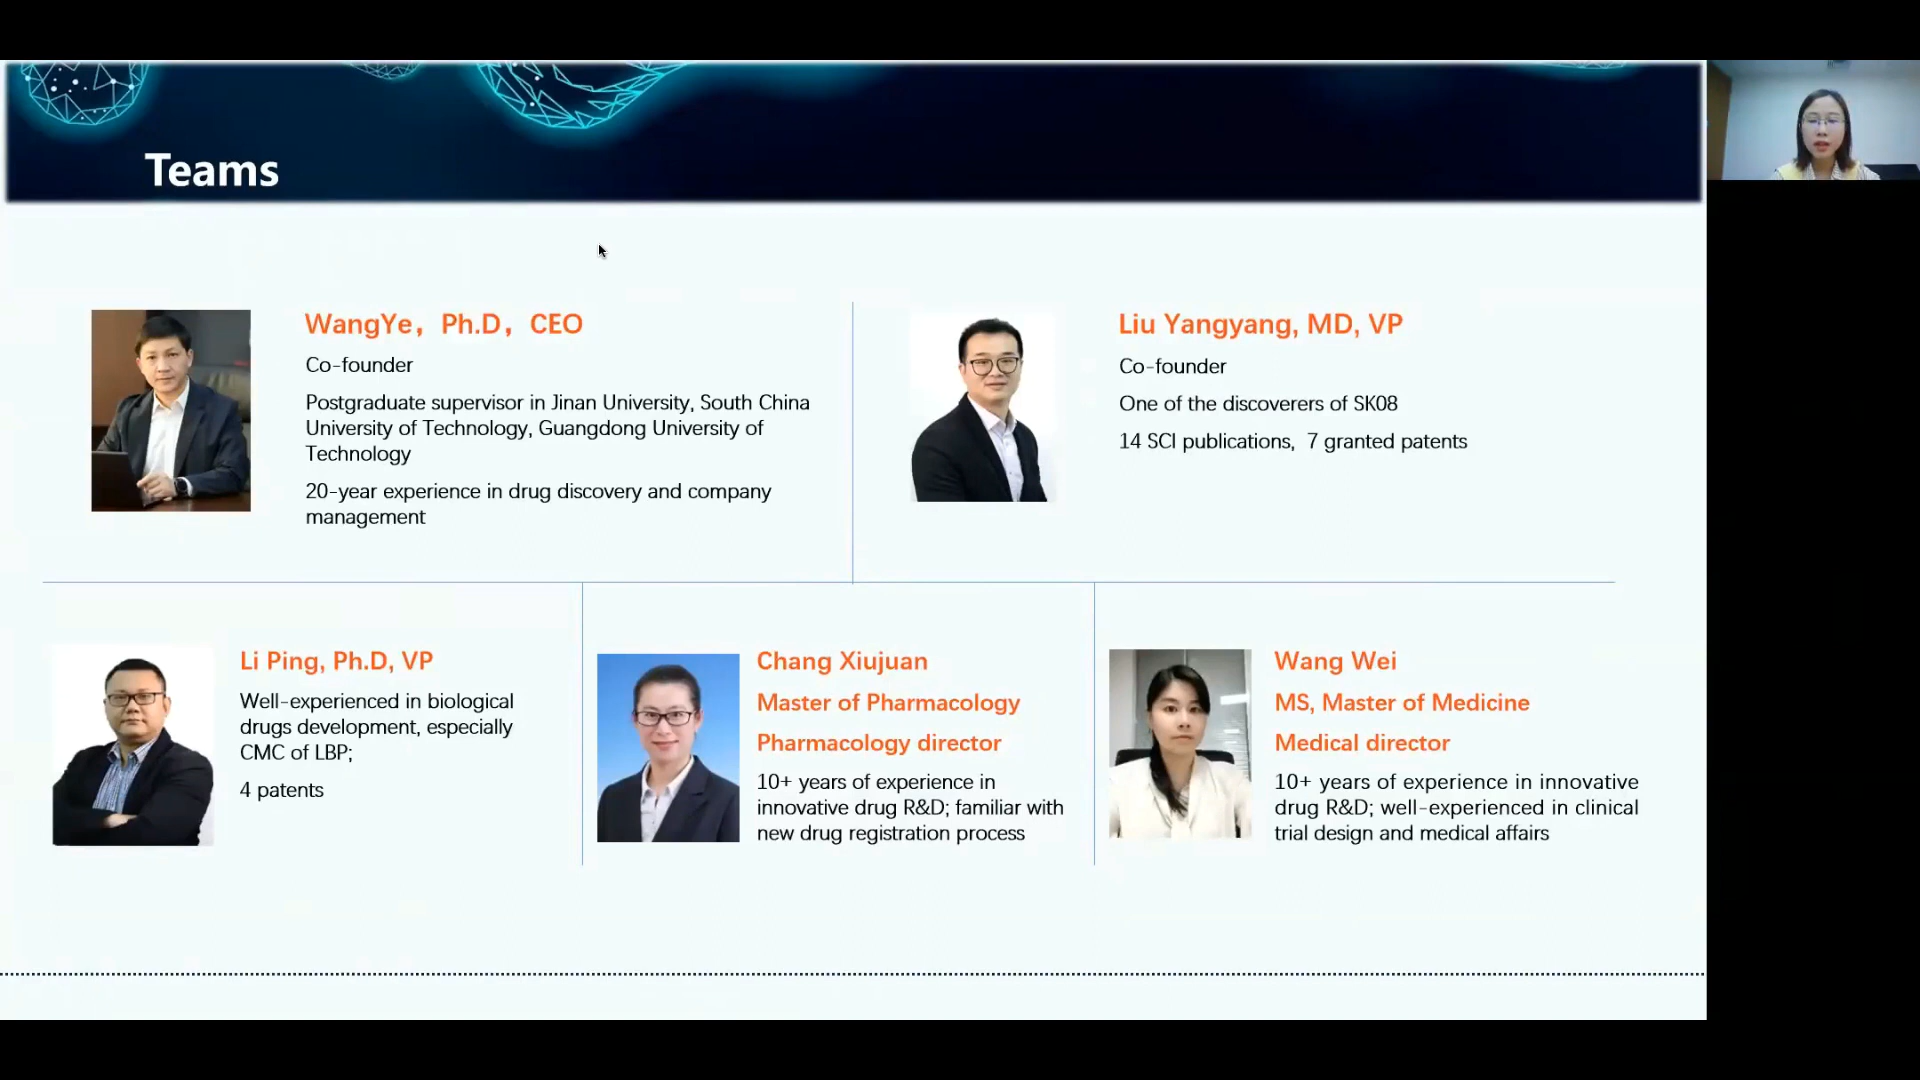 Teams
WangYe，Ph.D，CEO
Co-founder
Postgraduate supervisor in Jinan University, South China
University of Technology, Guangdong University of
Technology
20-year experience in drug discovery and company
management
Liu Yangyang, MD, VP
Co-founder
One of the discoverers of SK08
14 SCI publications,  7 granted patents
Li Ping, Ph.D, VP
Well-experienced in biological
drugs development, especially
CMC of LBP;
4 patents
Chang Xiujuan
Master of Pharmacology
Pharmacology director
10+ years of experience in
innovative drug R&D; familiar with
new drug registration process
Wang Wei
MS, Master of Medicine
Medical director
10+ years of experience in innovative
drug R&D; well-experienced in clinical
trial design and medical affairs